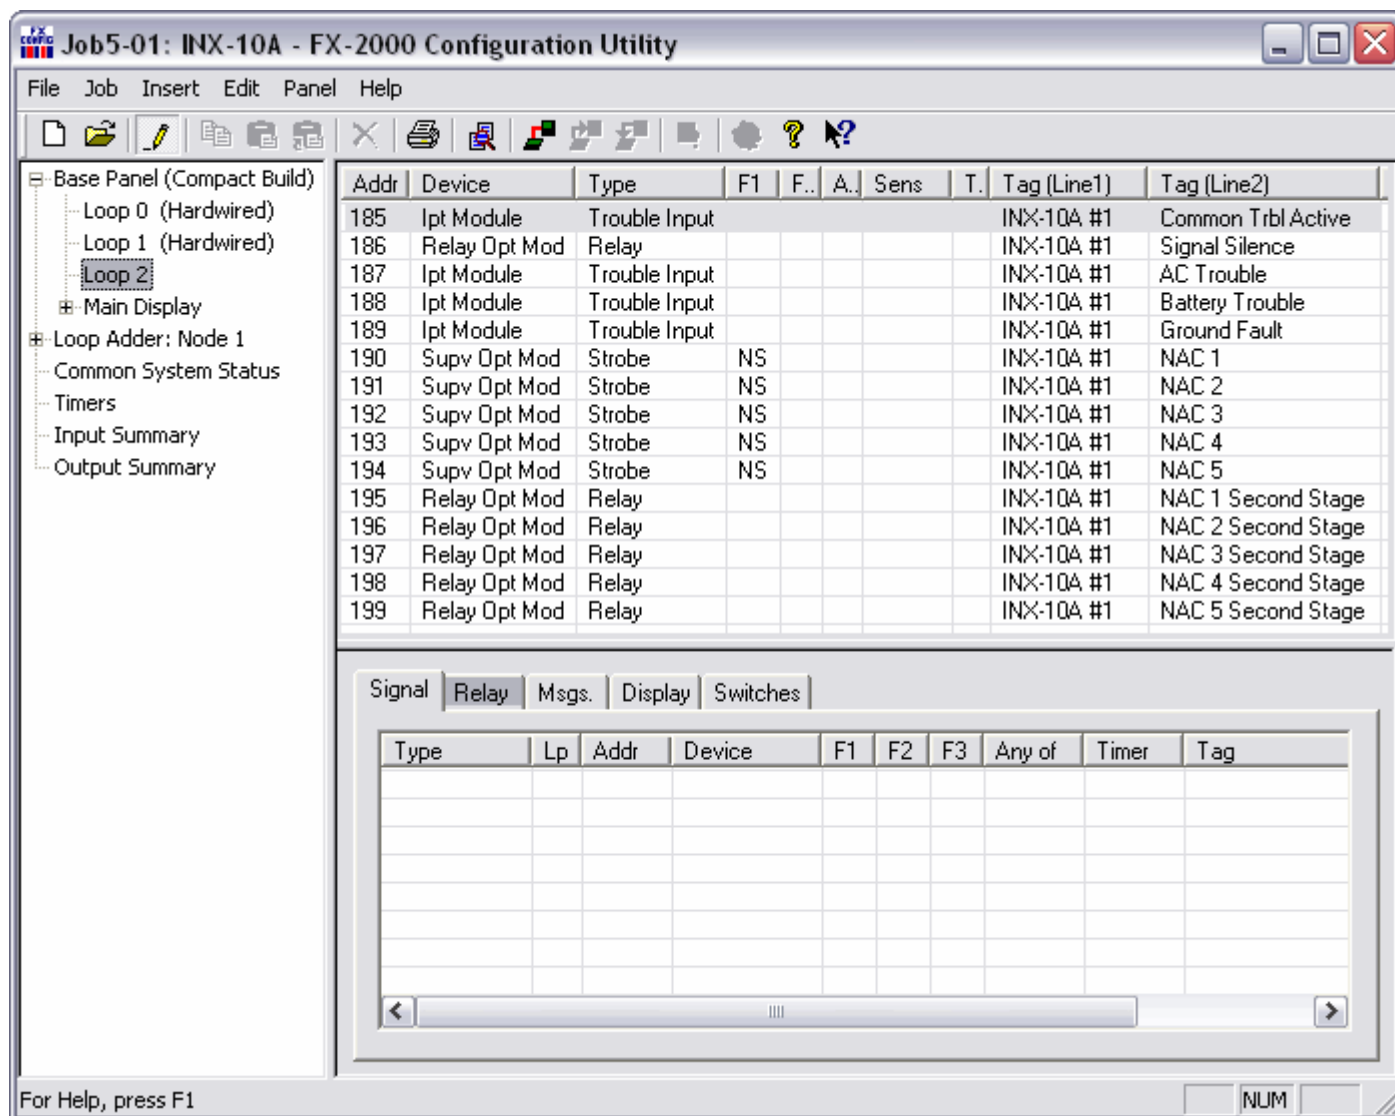 FX CONFIG Job5-01: INX-10A - FX-2000 Configuration Utility
File Job Insert Edit Panel Help
Base Panel (Compact Build)
Loop 0 (Hardwired)
Loop 1 (Hardwired)
Loop 2
Main Display
Loop Adder: Node 1
Common System Status
Timers
Input Summary
Output Summary
Addr Device Type F1 F.. A.. Sens T. Tag (Line1) Tag (Line2)
185 Ipt Module Trouble Input INX-10A #1 Common Trbl Active
186 Relay Opt Mod Relay INX-10A #1 Signal Silence
187 Ipt Module Trouble Input INX-10A #1 AC Trouble
188 Ipt Module Trouble Input INX-10A #1 Battery Trouble
189 Ipt Module Trouble Input INX-10A #1 Ground Fault
190 Supv Opt Mod Strobe NS INX-10A #1 NAC 1
191 Supv Opt Mod Strobe NS INX-10A #1 NAC 2
192 Supv Opt Mod Strobe NS INX-10A #1 NAC 3
193 Supv Opt Mod Strobe NS INX-10A #1 NAC 4
194 Supv Opt Mod Strobe NS INX-10A #1 NAC 5
195 Relay Opt Mod Relay INX-10A #1 NAC 1 Second Stage
196 Relay Opt Mod Relay INX-10A #1 NAC 2 Second Stage
197 Relay Opt Mod Relay INX-10A #1 NAC 3 Second Stage
198 Relay Opt Mod Relay INX-10A #1 NAC 4 Second Stage
199 Relay Opt Mod Relay INX-10A #1 NAC 5 Second Stage
Signal Relay Msgs. Display Switches
Type Lp Addr Device F1 F2 F3 Any of Timer Tag
For Help, press F1
NUM